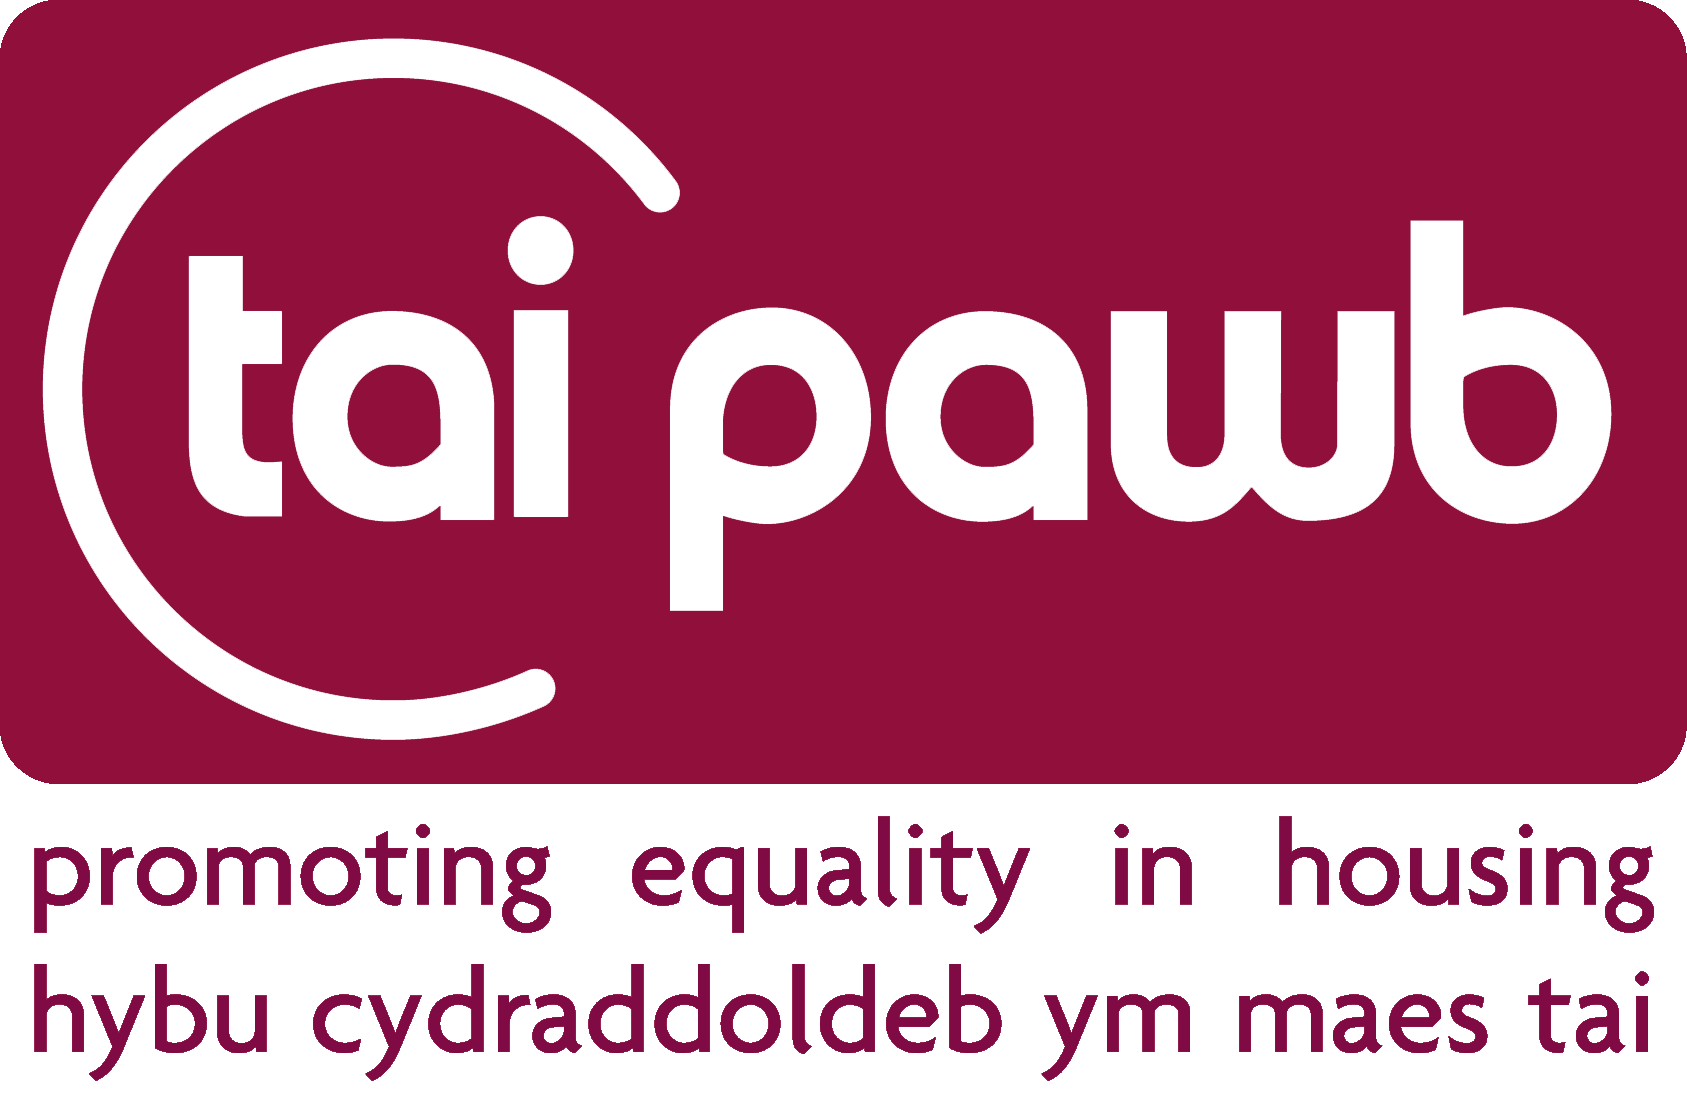 tai pawb
promoting equality in housing
hybu cydraddoldeb ym maes tai